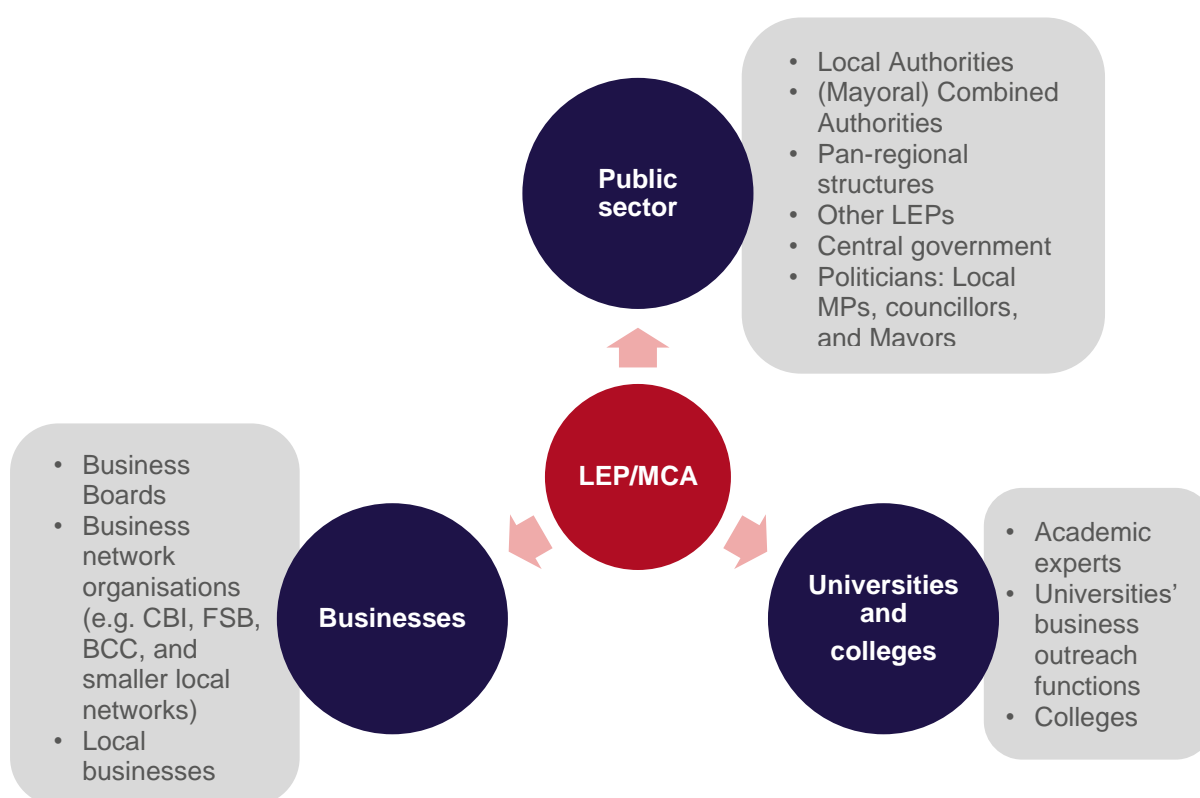 Public
sector
• Local Authorities
• (Mayoral) Combined
Authorities
• Pan-regional
structures
• Other LEPs
• Central government
• Politicians: Local
MPs, councillors,
and Mayors
LEP/MCA
• Business
Boards
• Business
network
organisations
(e.g. CBI, FSB,
BCC, and
smaller local
networks)
• Local
businesses
Businesses
Universities
and
colleges
• Academic
experts
• Universities’
business
outreach
functions
• Colleges